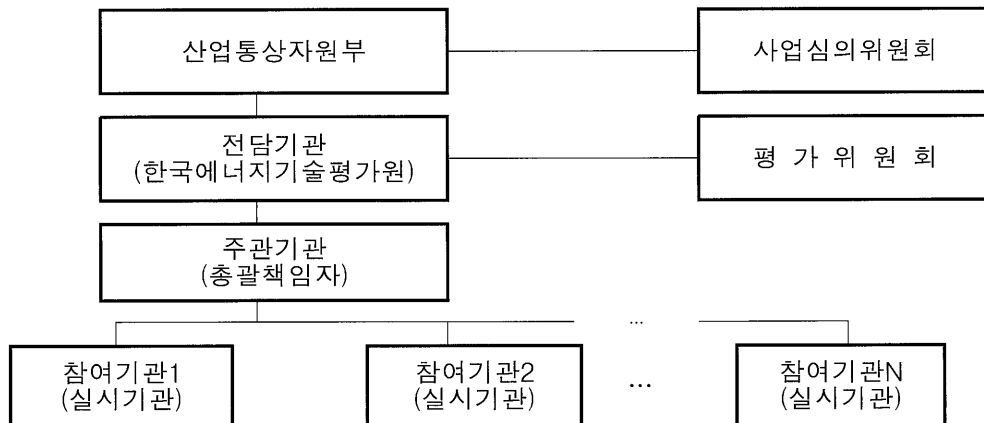 산업통상자원부
사업심의위원회
전담기관
(한국에너지기술평가원)
평 가 위 원 회
주관기관
(총괄책임자)
...
참여기관1
(실시기관)
참여기관2
(실시기관)
...
참여기관N
(실시기관)